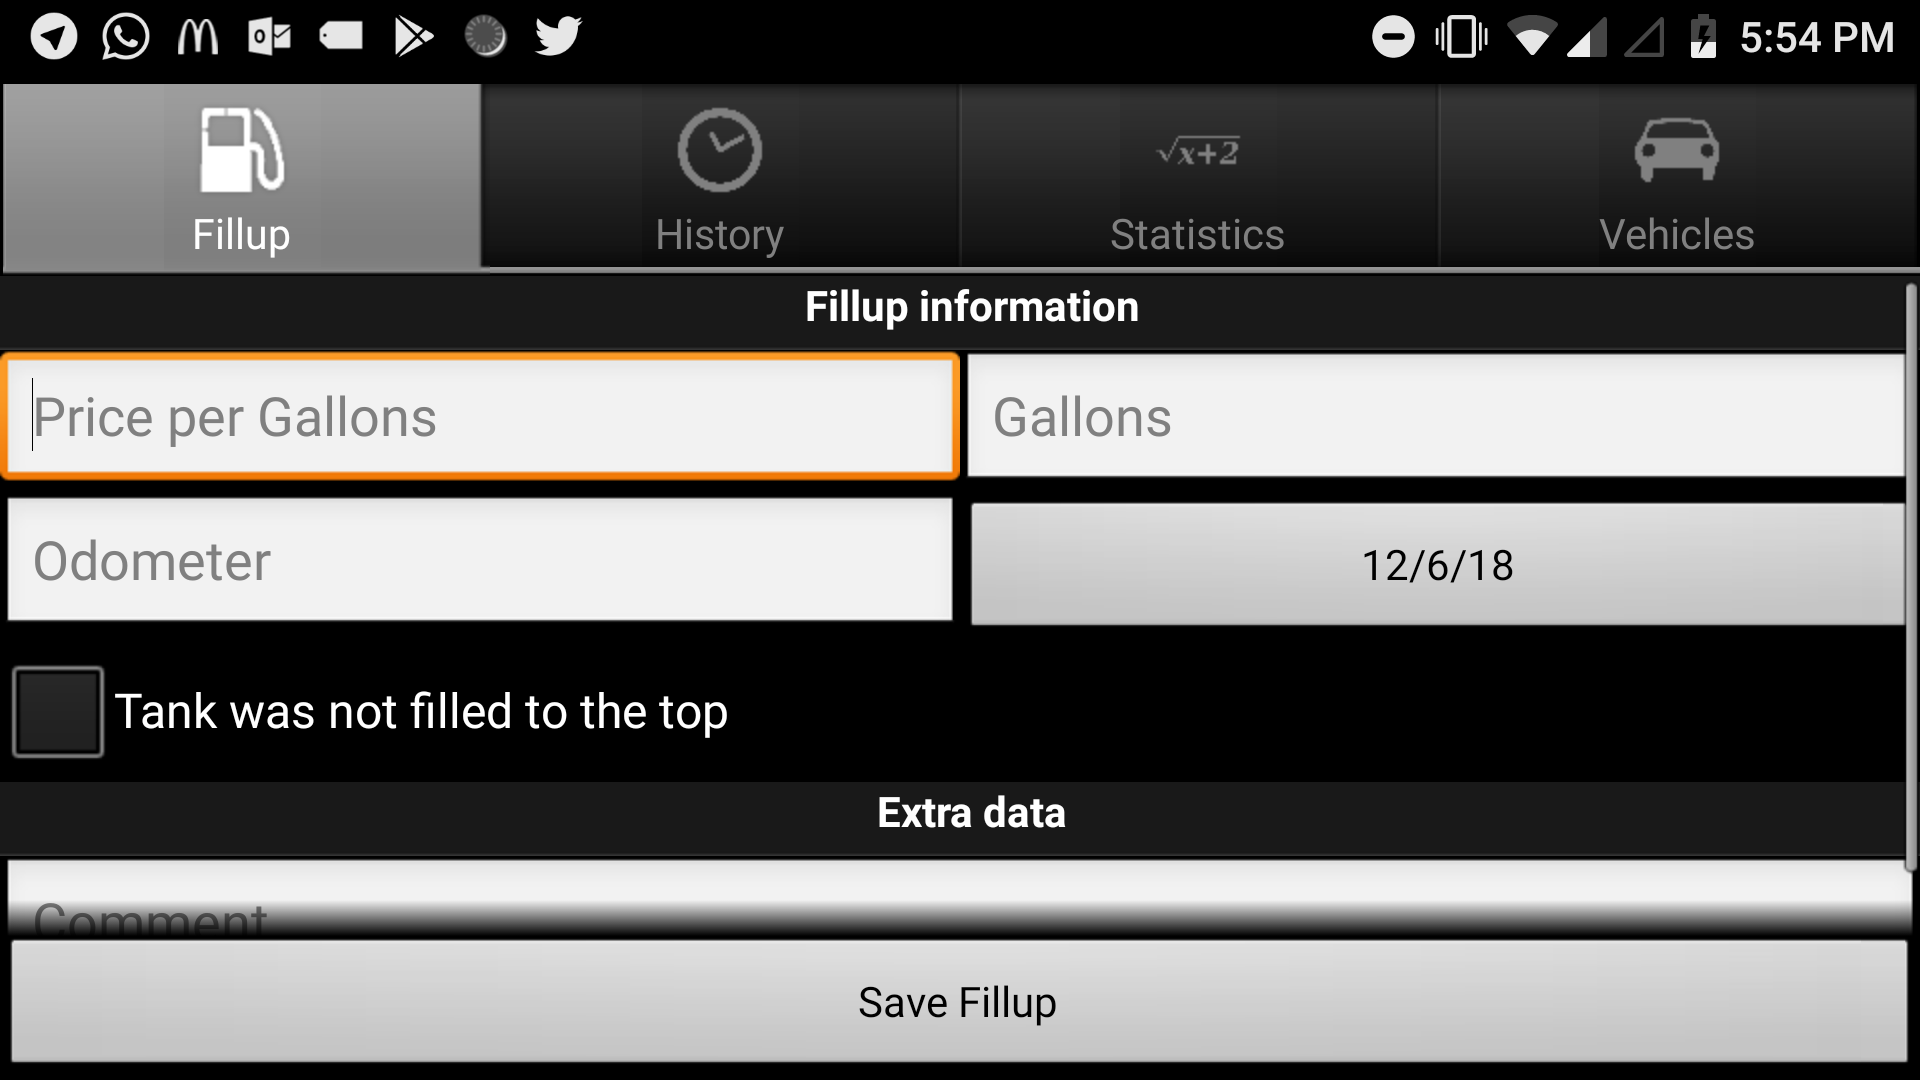 5:54 PM
Fillup
History
√x+2
Statistics
Vehicles
Fillup information
Price per Gallons
Gallons
Odometer
12/6/18
Tank was not filled to the top
Extra data
Comment
Save Fillup